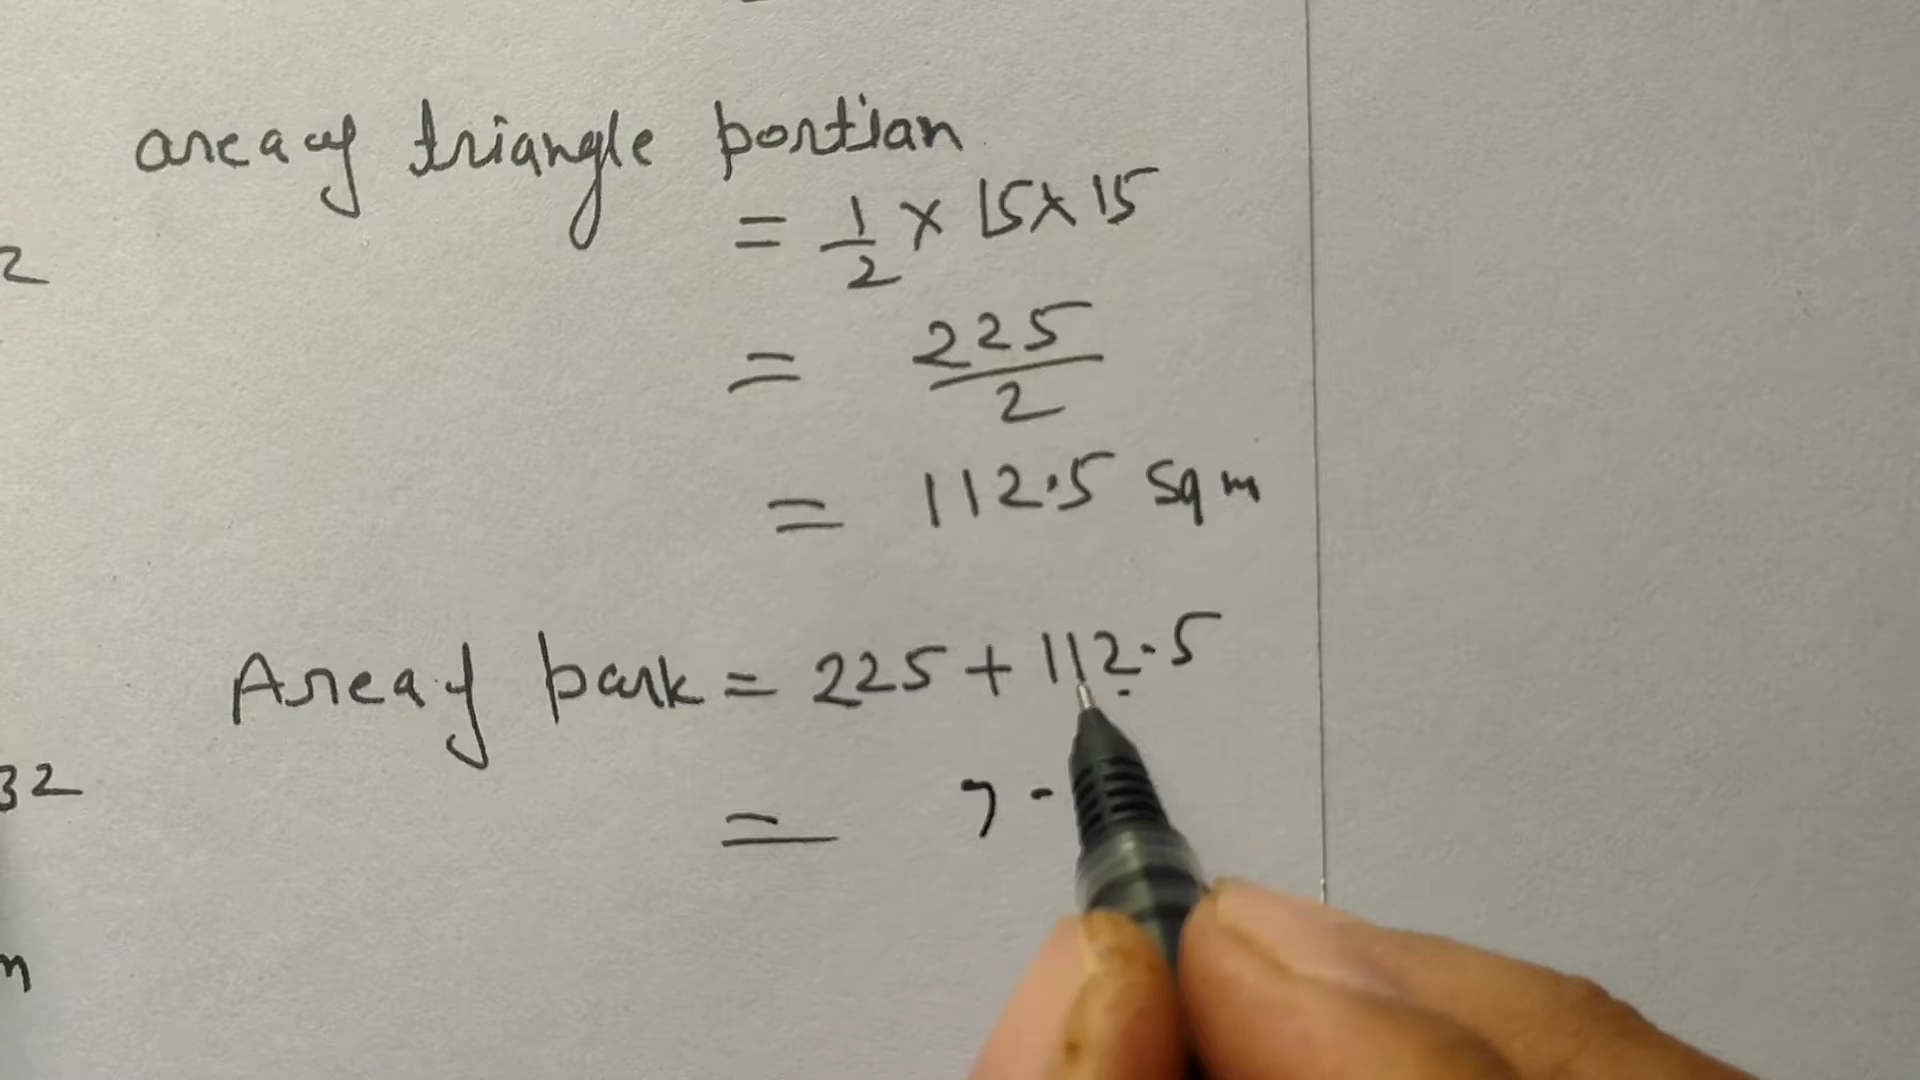 area of triangle portian
= 1/2 × 15 × 15
2
= 225/2
= 112.5 Sq m
Area of park = 225 + 112.5
32
= 7.
m